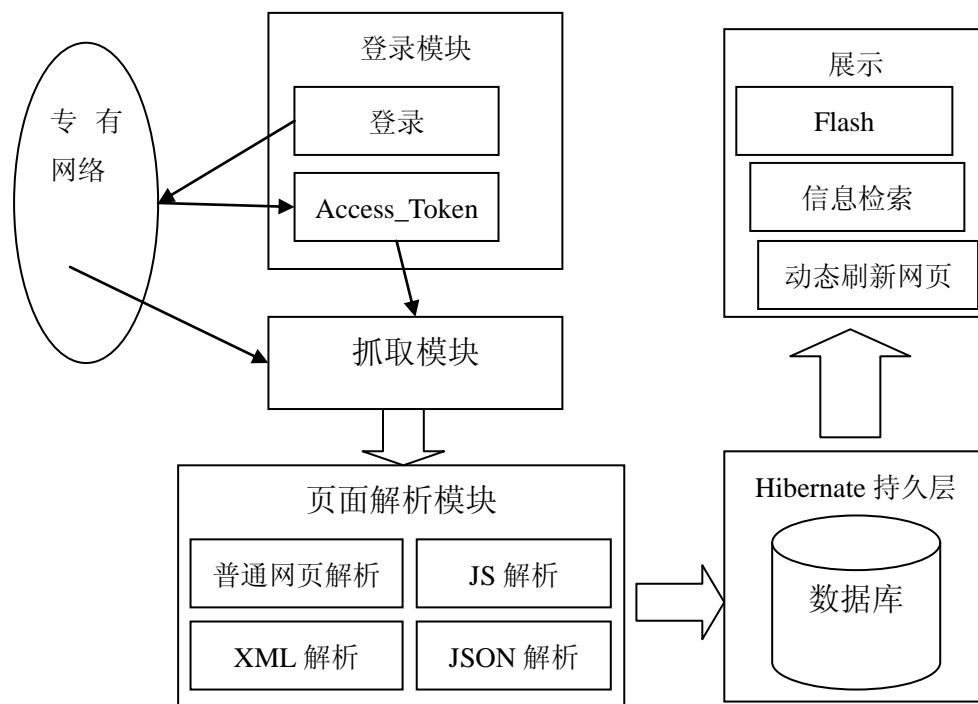 专 有
网络
登录模块
登录
Access_Token
抓取模块
页面解析模块
普通网页解析
JS 解析
XML 解析
JSON 解析
Hibernate 持久层
数据库
展示
Flash
信息检索
动态刷新网页